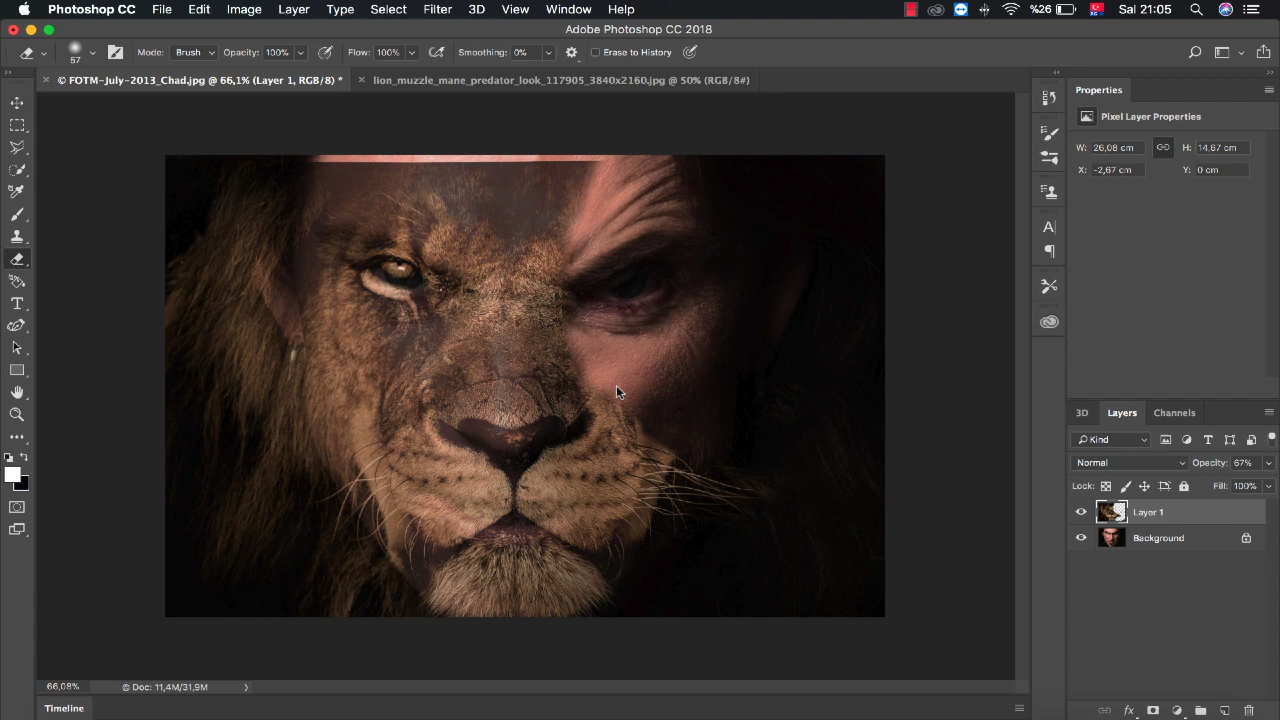 Photoshop CC File Edit Image Layer Type Select Filter 3D View Window Help %26 Sal 21:05
Adobe Photoshop CC 2018
57 Mode: Brush Opacity: 100% Flow: 100% Smoothing: 0% Erase to History
© FOTM-July-2013_Chad.jpg @ 66,1% (Layer 1, RGB/8) * lion_muzzle_mane_predator_look_117905_3840x2160.jpg @ 50% (RGB/8#)
Properties
Pixel Layer Properties
W: 26,08 cm H: 14,67 cm
X: -2,67 cm Y: 0 cm
3D Layers Channels
Kind
Normal Opacity: 67%
Lock: Fill: 100%
Layer 1
Background
66,08% Doc: 11,4M/31,9M
Timeline